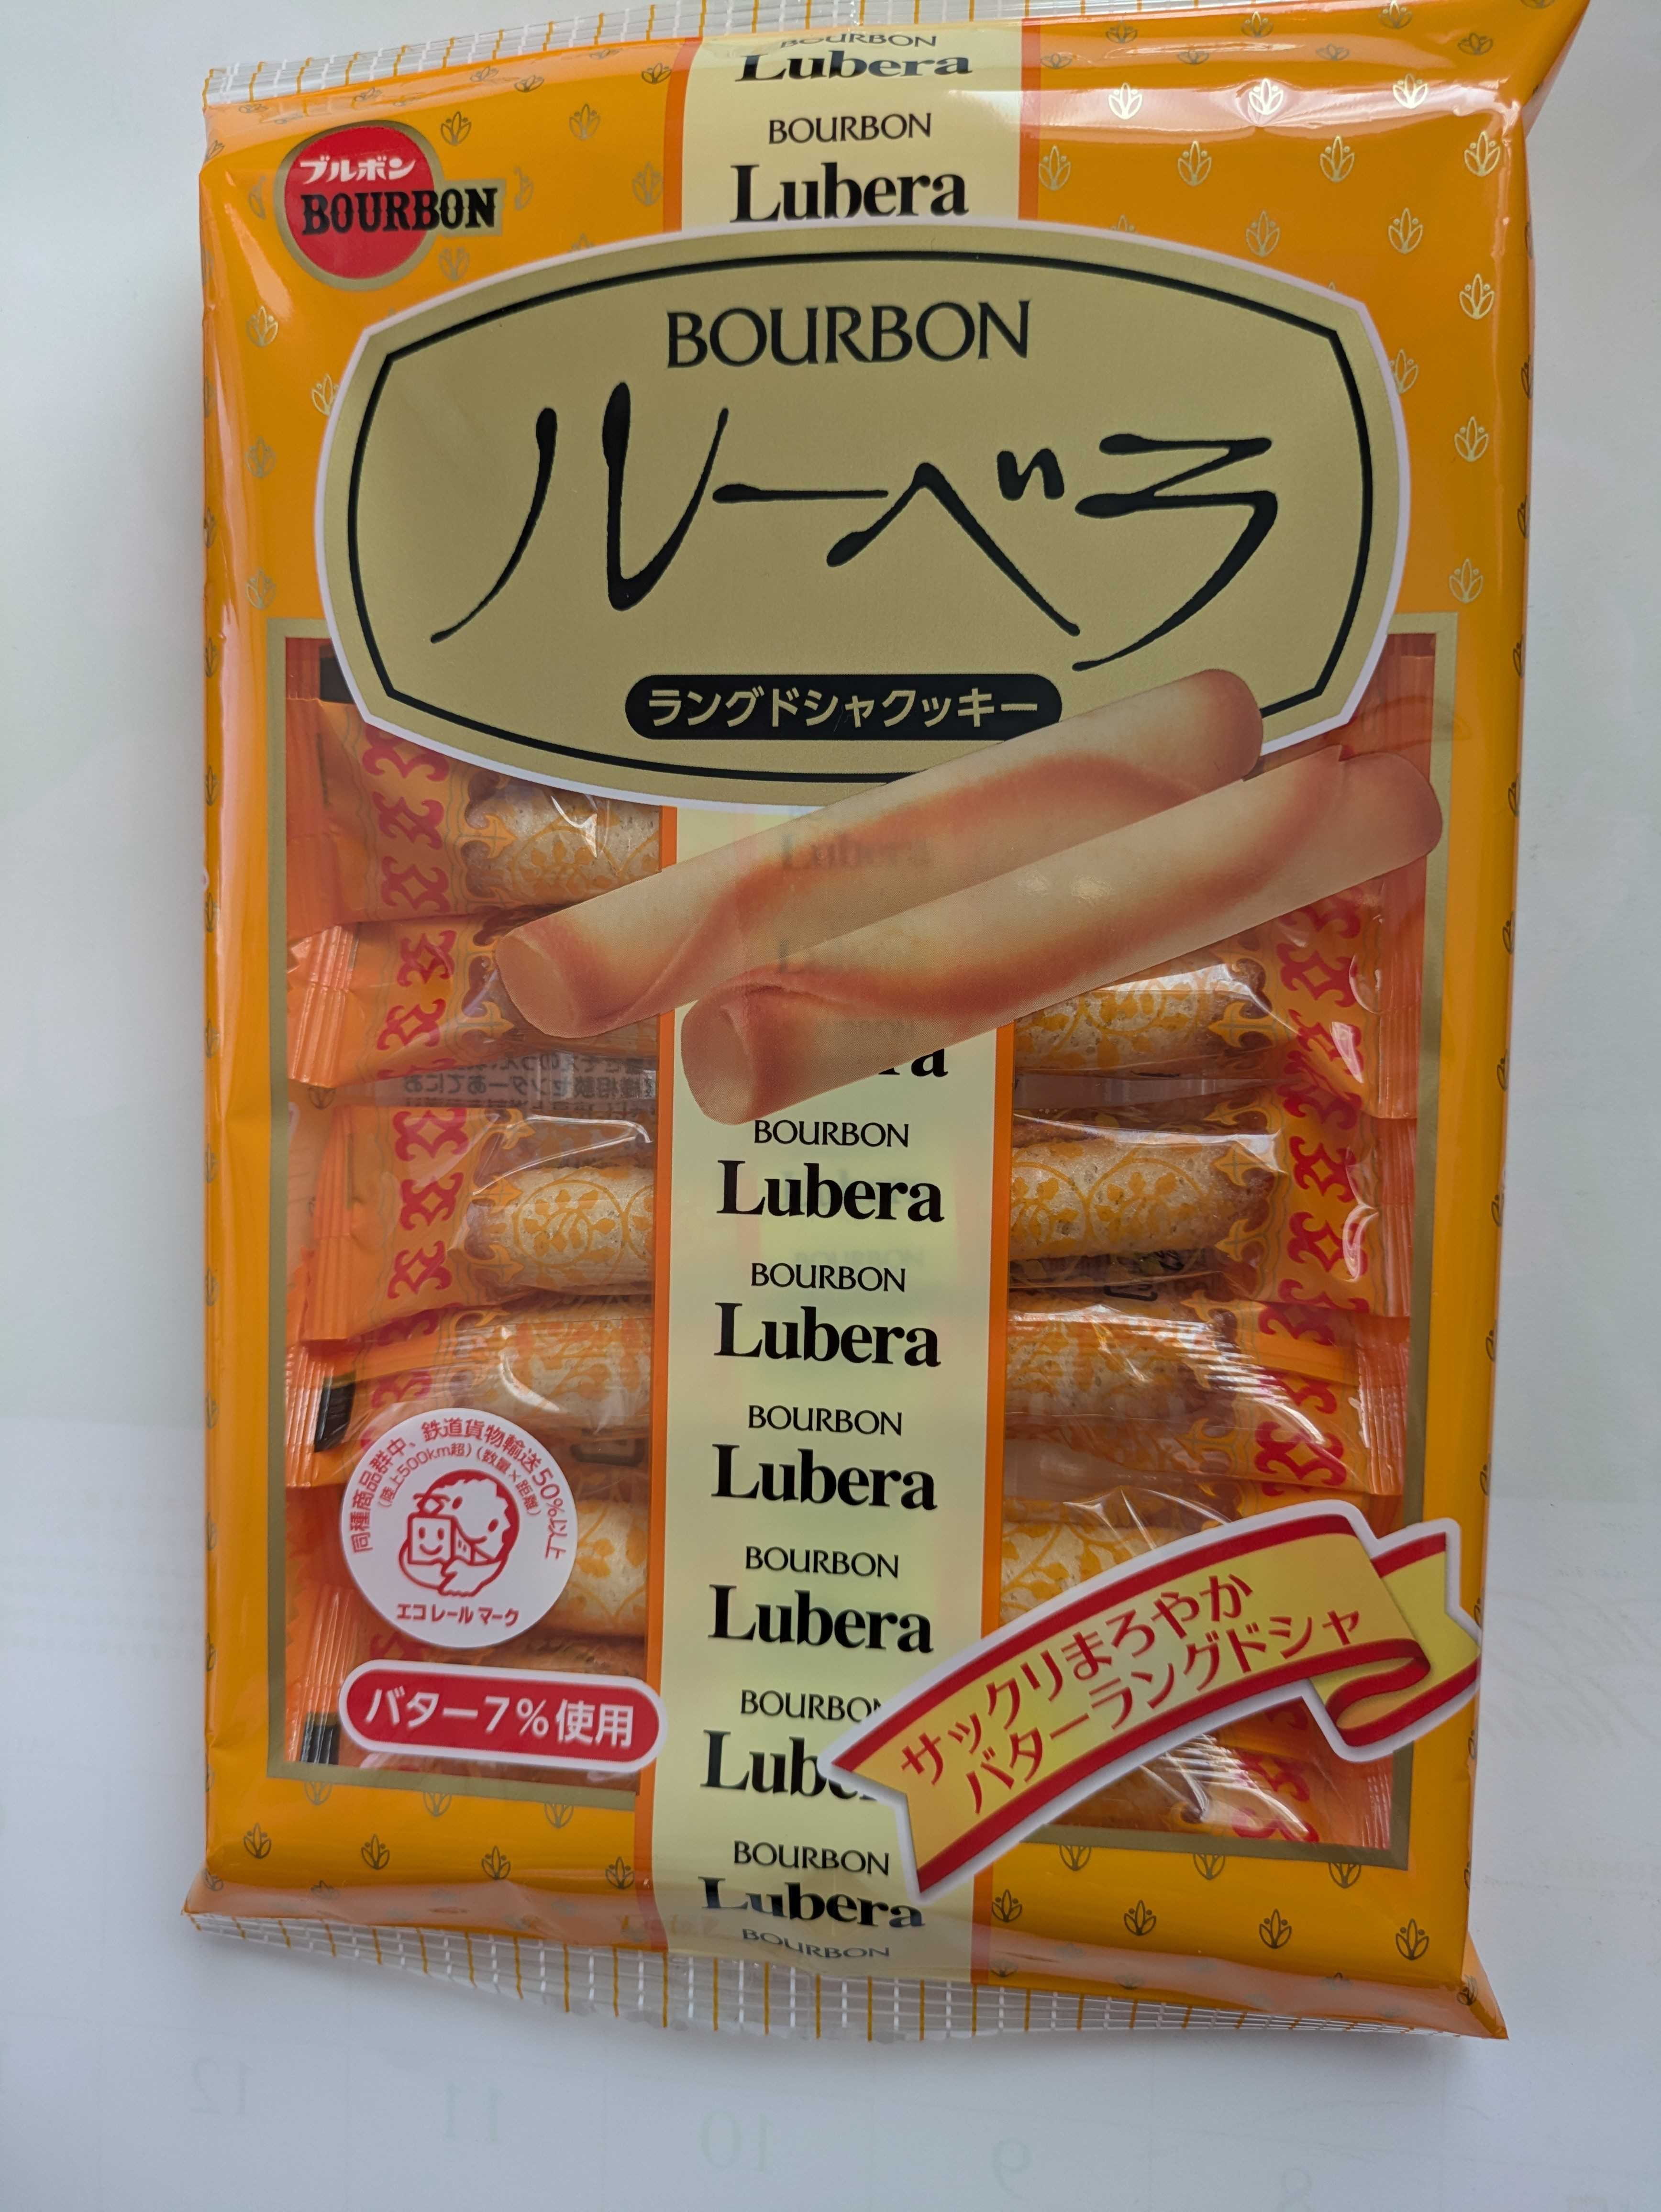 BOURBON
Lubera
BOURBON
Lubera
ブルボン
BOURBON
BOURBON
ルーベラ
ラングドシャクッキー
BOURBON
Lubera
BOURBON
Lubera
BOURBON
Lubera
BOURBON
Lubera
BOURBON
BOURBON
Lubera
BOURBON
同種商品群中、鉄道貨物輸送50%以上
(陸上500km超)(数量×距離)
エコレールマーク
バター7%使用
サックリまろやか
バターラングドシャ
12
11
10
9
8